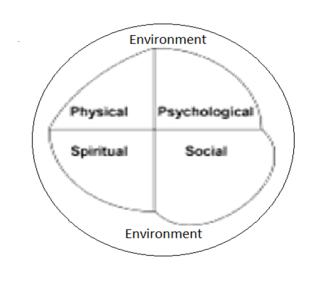 Environment
Physical
Psychological
Spiritual
Social
Environment